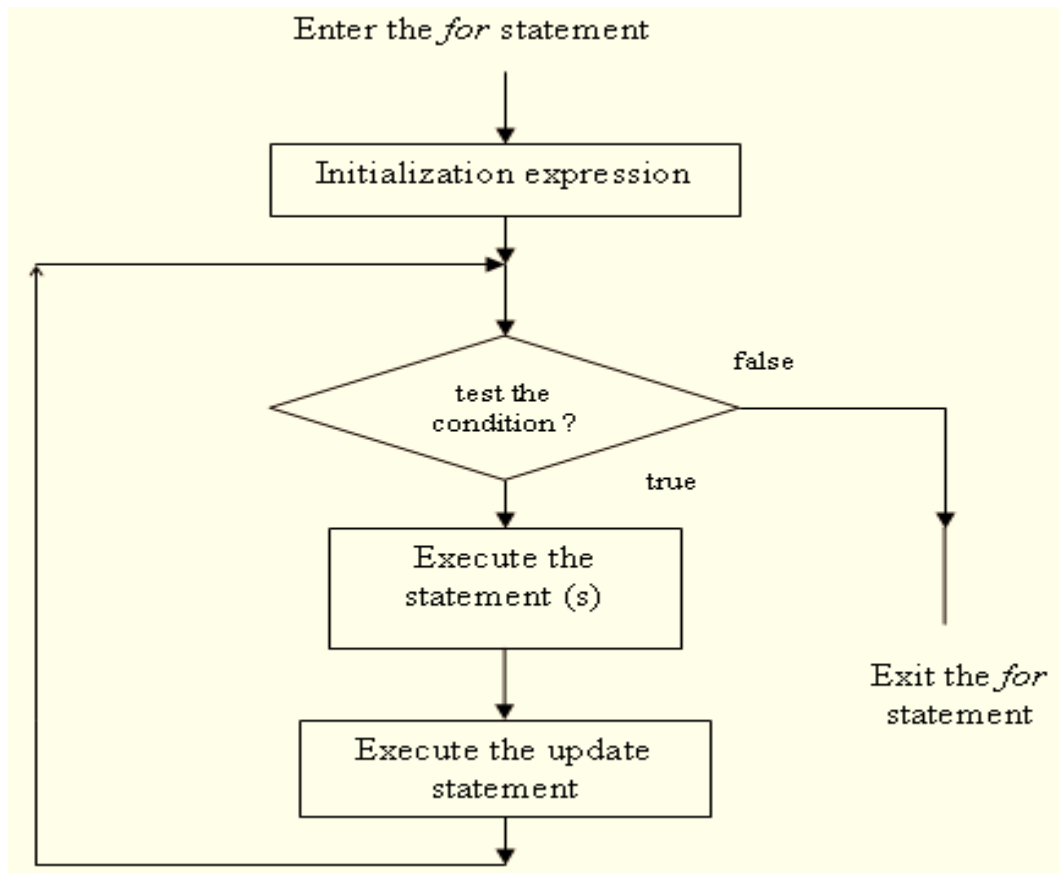 Enter the for statement
Initialization expression
false
test the
condition ?
true
Execute the
statement (s)
Exit the for
statement
Execute the update
statement